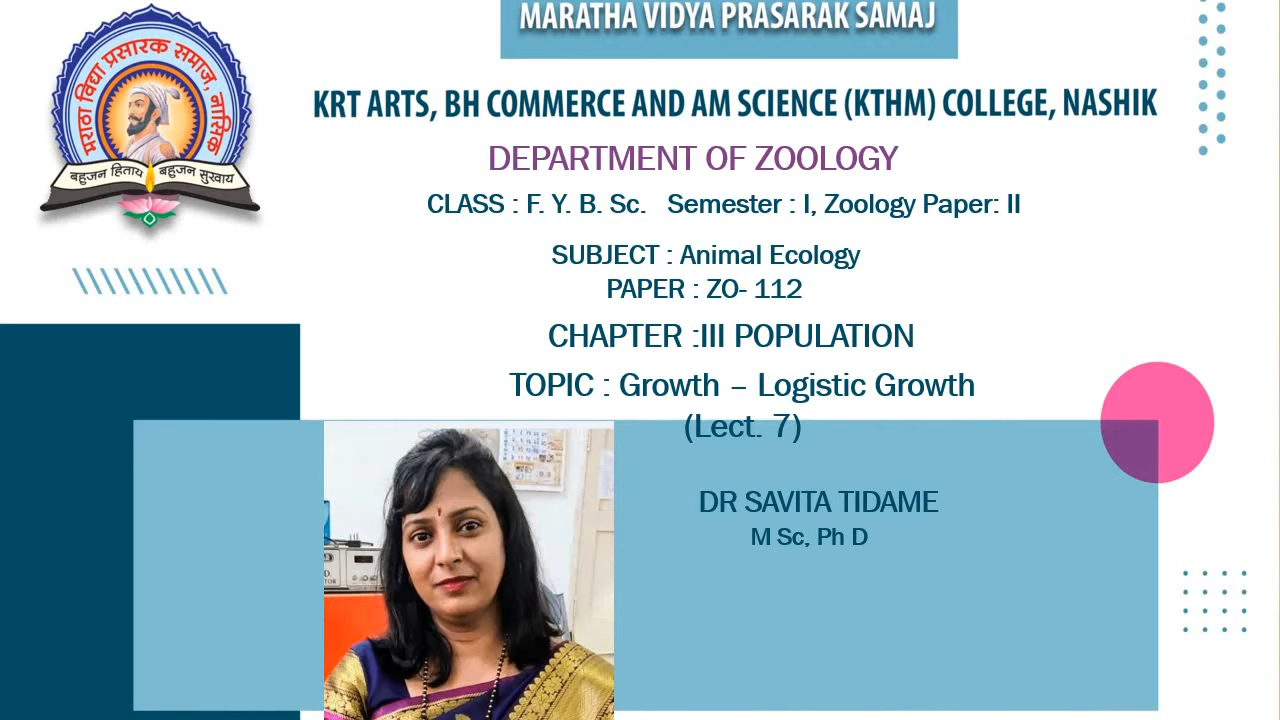 MARATHA VIDYA PRASARAK SAMAJ
मराठा विद्या प्रसारक समाज, नासिक
बहुजन हिताय बहुजन सुखाय
KRT ARTS, BH COMMERCE AND AM SCIENCE (KTHM) COLLEGE, NASHIK
DEPARTMENT OF ZOOLOGY
CLASS : F. Y. B. Sc. Semester : I, Zoology Paper: II
SUBJECT : Animal Ecology
PAPER : ZO- 112
CHAPTER :III POPULATION
TOPIC : Growth – Logistic Growth
(Lect. 7)
DR SAVITA TIDAME
M Sc, Ph D